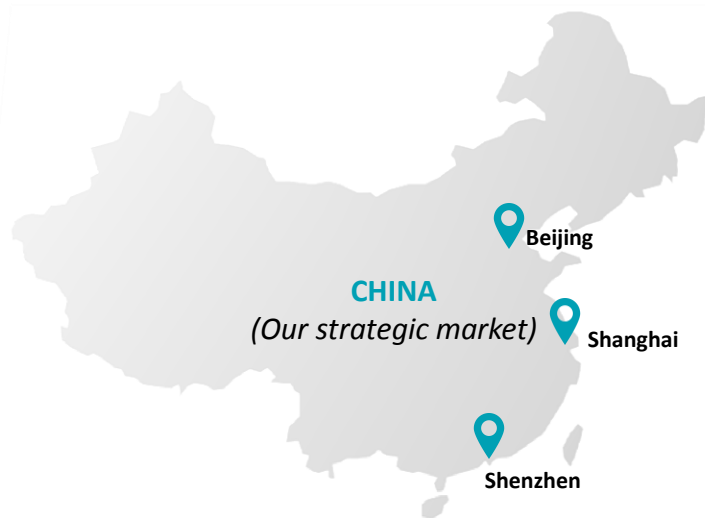 Beijing
CHINA
(Our strategic market)
Shanghai
Shenzhen